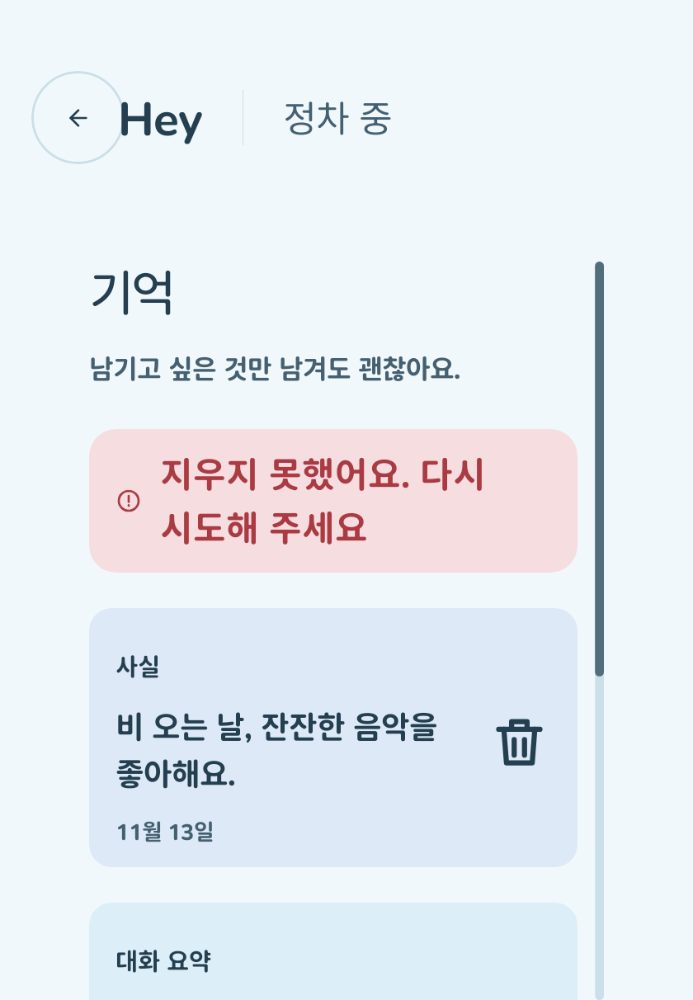 Hey
정차 중
기억
남기고 싶은 것만 남겨도 괜찮아요.
지우지 못했어요. 다시
시도해 주세요
사실
비 오는 날, 잔잔한 음악을
좋아해요.
11월 13일
대화 요약